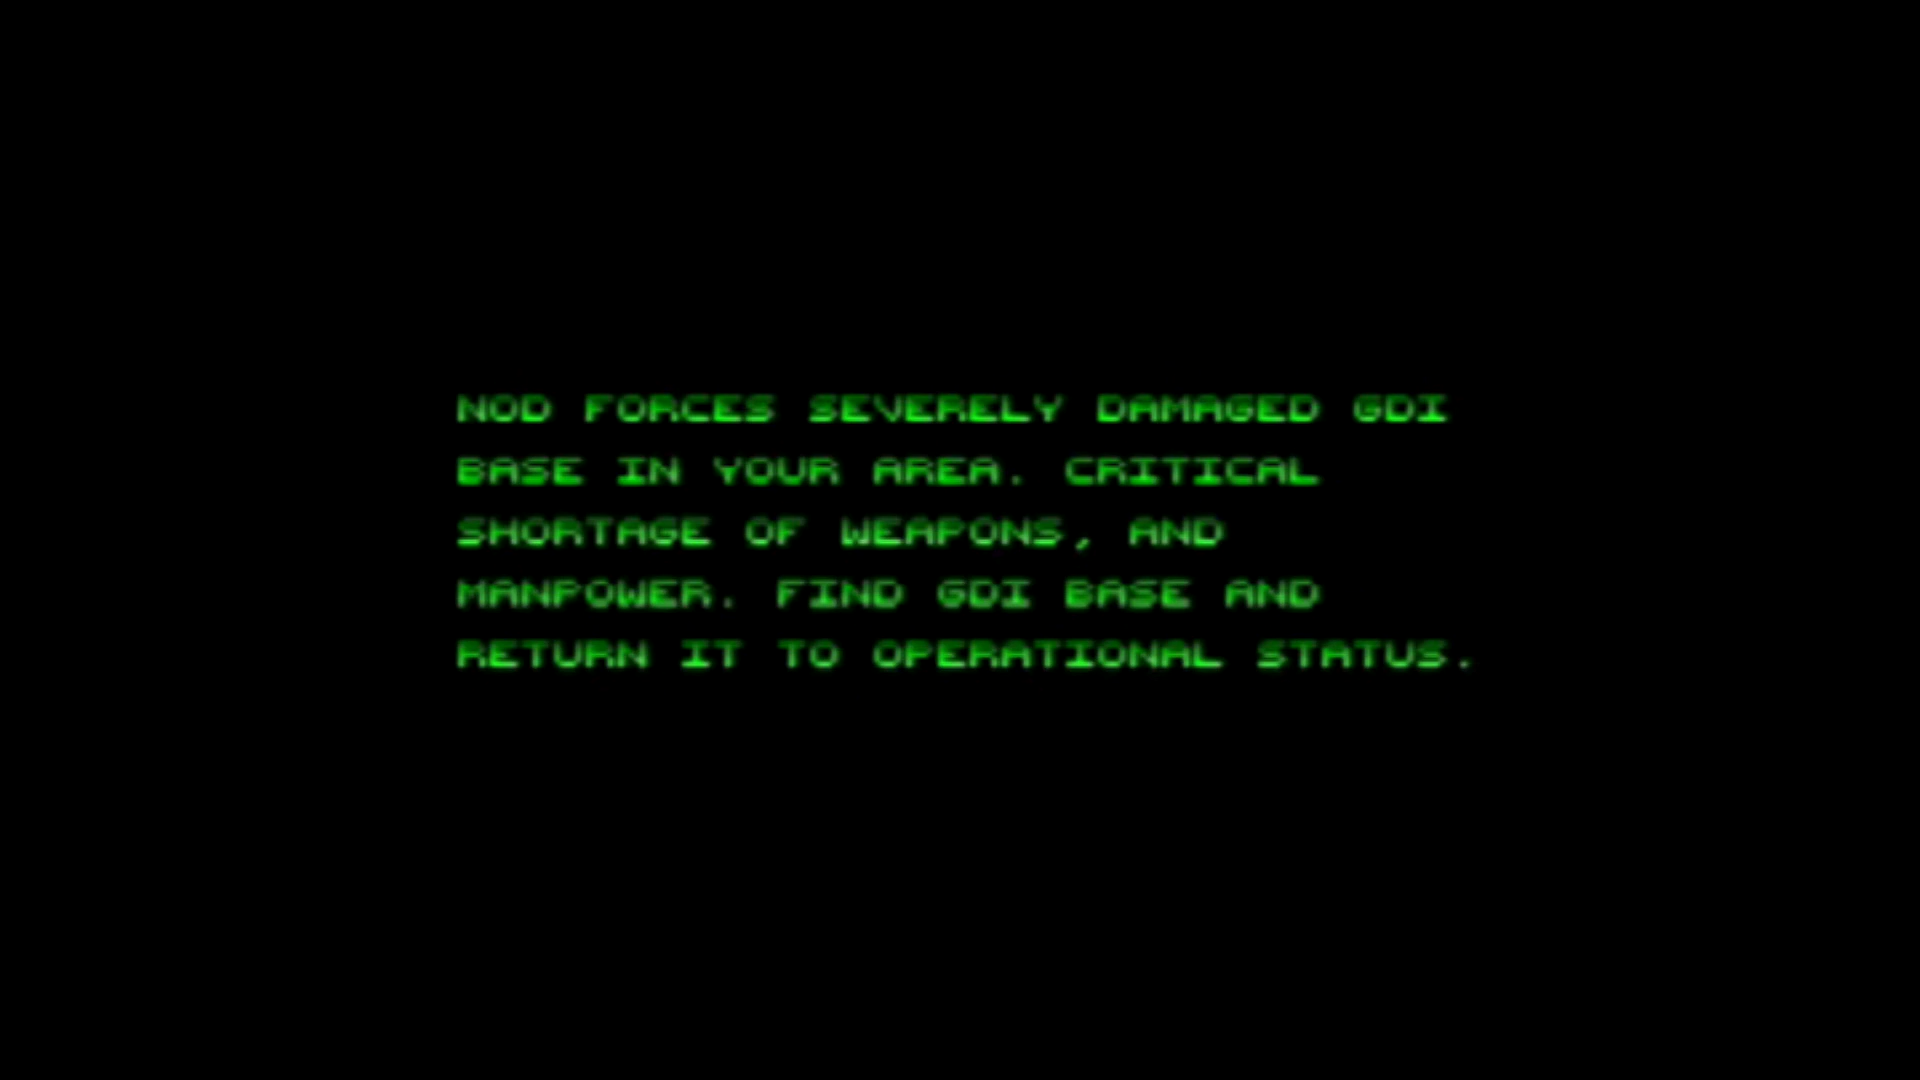 NOD FORCES SEVERELY DAMAGED GDI
BASE IN YOUR AREA. CRITICAL
SHORTAGE OF WEAPONS, AND
MANPOWER. FIND GDI BASE AND
RETURN IT TO OPERATIONAL STATUS.